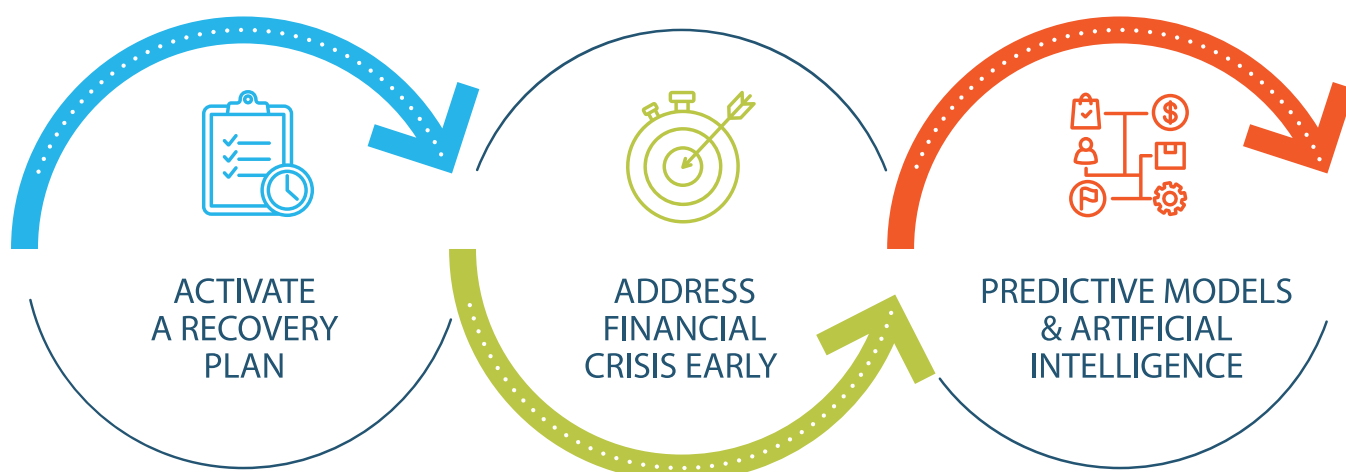 ACTIVATE
A RECOVERY
PLAN
ADDRESS
FINANCIAL
CRISIS EARLY
PREDICTIVE MODELS
& ARTIFICIAL
INTELLIGENCE